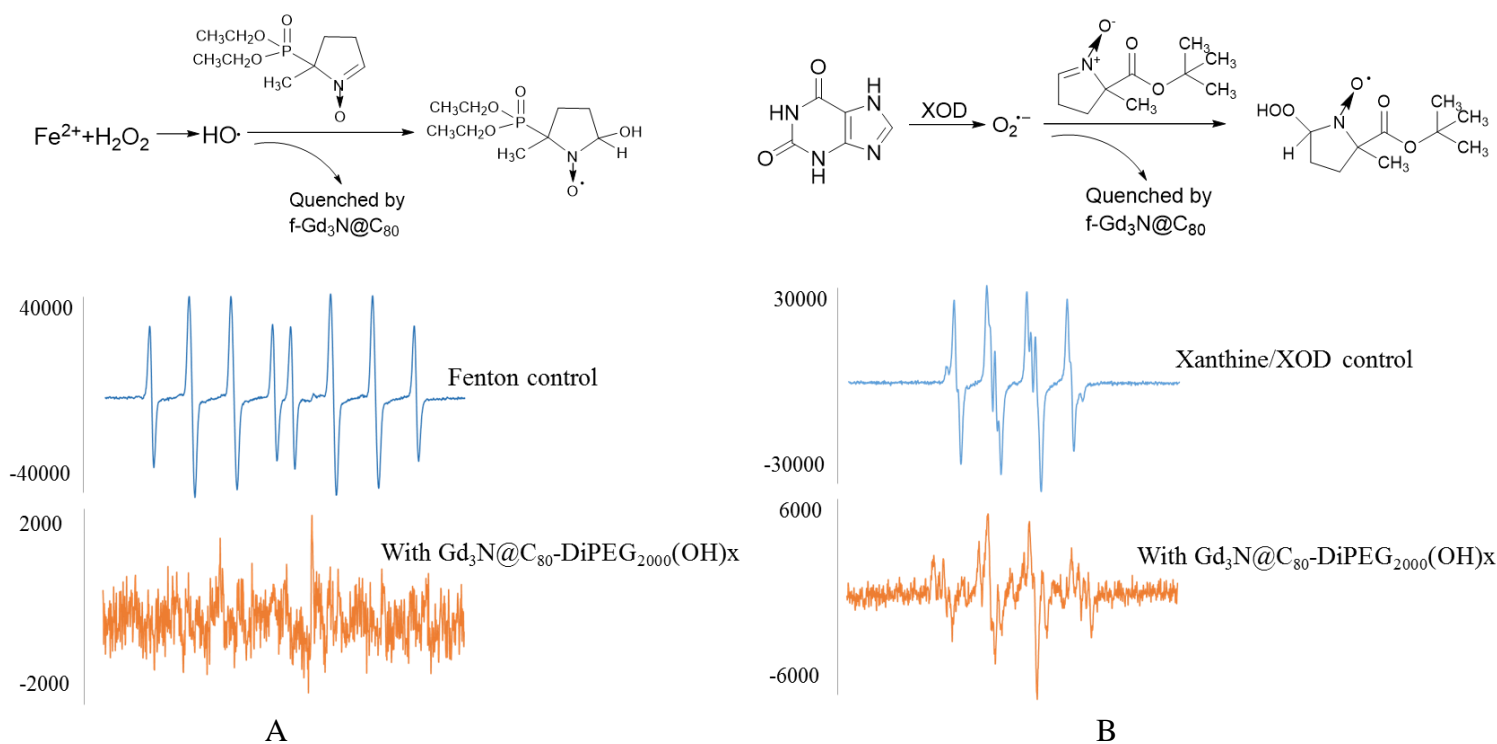 O
CH₃CH₂O
P
CH₃CH₂O
H₃C
N
O
Fe²⁺+H₂O₂
HO·
Quenched by
f-Gd₃N@C₈₀
O
CH₃CH₂O
P
CH₃CH₂O
OH
H₃C
N
H
O·
O
H
N
HN
O
N
H
N
XOD
O₂·⁻
O⁻
N⁺
O
O
CH₃
CH₃
CH₃
CH₃
Quenched by
f-Gd₃N@C₈₀
O·
HOO
N
O
H
O
CH₃
CH₃
CH₃
CH₃
40000
-40000
Fenton control
2000
-2000
With Gd₃N@C₈₀-DiPEG₂₀₀₀(OH)x
A
30000
-30000
Xanthine/XOD control
6000
-6000
With Gd₃N@C₈₀-DiPEG₂₀₀₀(OH)x
B